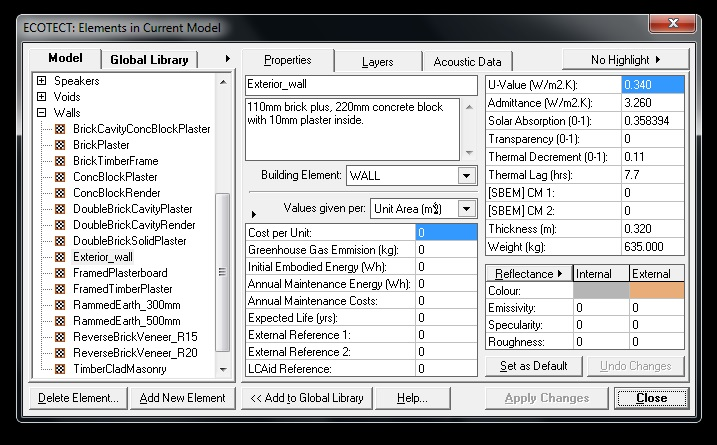 ECOTECT: Elements in Current Model
Model
Global Library
Speakers
Voids
Walls
BrickCavityConcBlockPlaster
BrickPlaster
BrickTimberFrame
ConcBlockPlaster
ConcBlockRender
DoubleBrickCavityPlaster
DoubleBrickCavityRender
DoubleBrickSolidPlaster
Exterior_wall
FramedPlasterboard
FramedTimberPlaster
RammedEarth_300mm
RammedEarth_500mm
ReverseBrickVeneer_R15
ReverseBrickVeneer_R20
TimberCladMasonry
Properties
Layers
Acoustic Data
No Highlight
Exterior_wall
110mm brick plus, 220mm concrete block
with 10mm plaster inside.
Building Element: WALL
Values given per: Unit Area (m²)
Cost per Unit: 0
Greenhouse Gas Emmision (kg): 0
Initial Embodied Energy (Wh): 0
Annual Maintenance Energy (Wh): 0
Annual Maintenance Costs: 0
Expected Life (yrs): 0
External Reference 1: 0
External Reference 2: 0
LCAid Reference: 0
U-Value (W/m2.K): 0.340
Admittance (W/m2.K): 3.260
Solar Absorption (0-1): 0.358394
Transparency (0-1): 0
Thermal Decrement (0-1): 0.11
Thermal Lag (hrs): 7.7
[SBEM] CM 1: 0
[SBEM] CM 2: 0
Thickness (m): 0.320
Weight (kg): 635.000
Reflectance Internal External
Colour:
Emissivity: 0 0
Specularity: 0 0
Roughness: 0 0
Set as Default
Undo Changes
Delete Element...
Add New Element
<< Add to Global Library
Help...
Apply Changes
Close